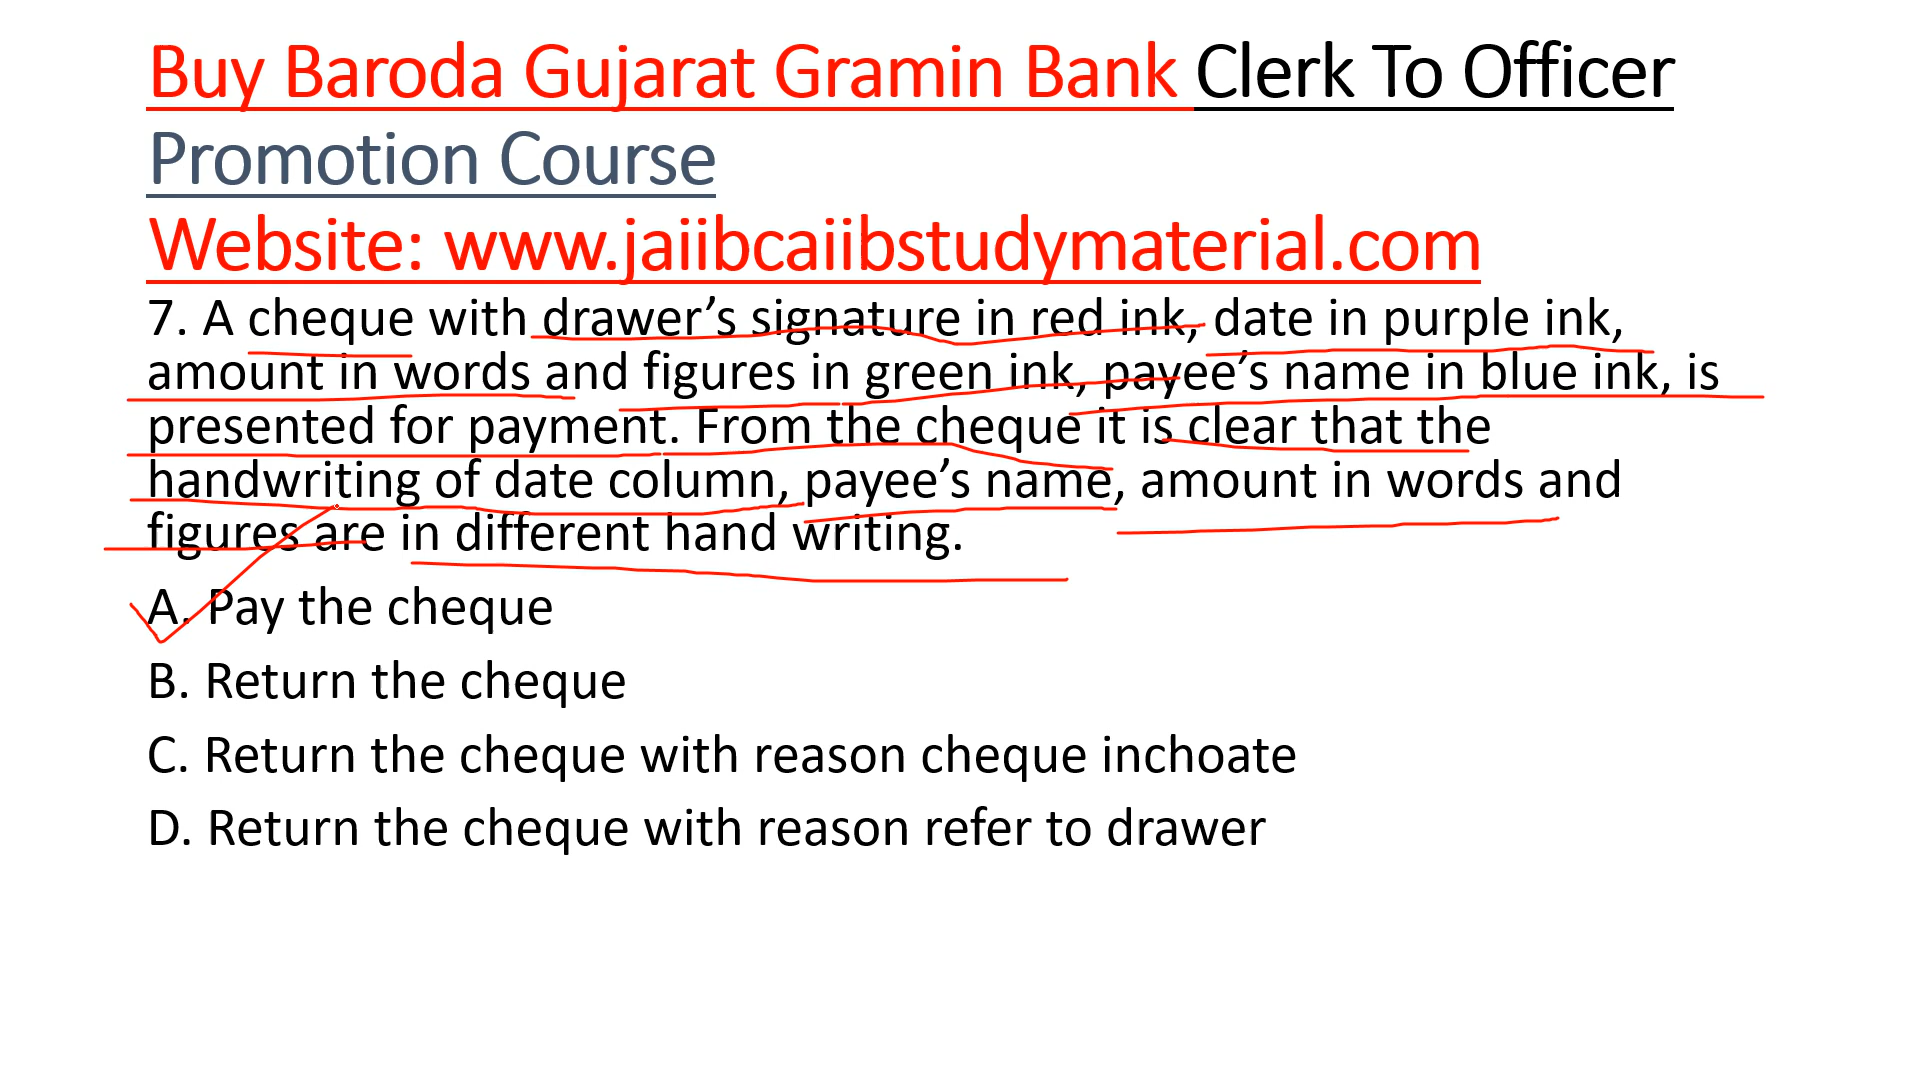 Buy Baroda Gujarat Gramin Bank Clerk To Officer
Promotion Course
Website: www.jaiibcaiibstudymaterial.com
7. A cheque with drawer’s signature in red ink, date in purple ink,
amount in words and figures in green ink, payee’s name in blue ink, is
presented for payment. From the cheque it is clear that the
handwriting of date column, payee’s name, amount in words and
figures are in different hand writing.
A. Pay the cheque
B. Return the cheque
C. Return the cheque with reason cheque inchoate
D. Return the cheque with reason refer to drawer